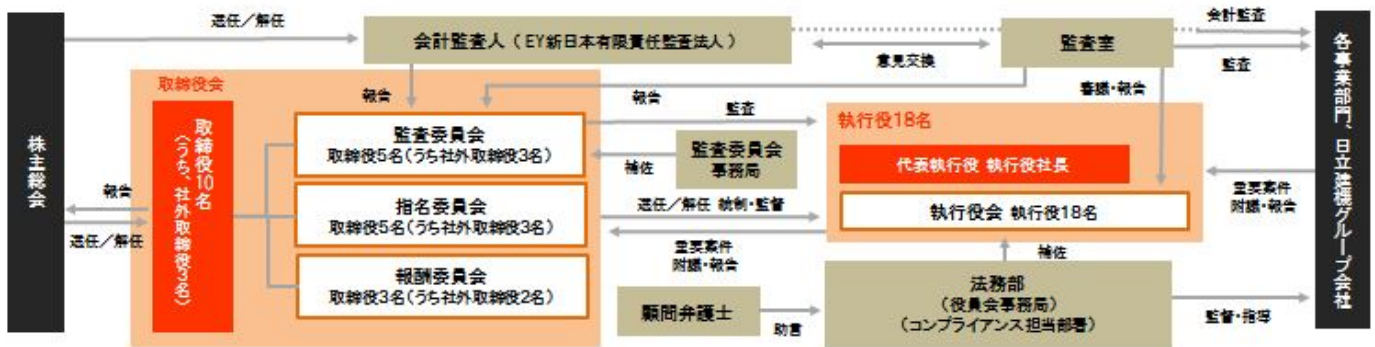 株主総会
選任／解任
報告
選任／解任
会計監査人（EY新日本有限責任監査法人）
意見交換
監査室
会計監査
監査
各事業部門、日立建機グループ会社
取締役会
取締役10名
（うち、社外取締役3名）
報告
報告
監査委員会
取締役5名（うち社外取締役3名）
指名委員会
取締役5名（うち社外取締役3名）
報酬委員会
取締役3名（うち社外取締役2名）
監査
補佐
監査委員会
事務局
選任／解任 統制・監督
重要案件
附議・報告
審議・報告
執行役18名
代表執行役 執行役社長
執行役会 執行役18名
重要案件
附議・報告
補佐
顧問弁護士
助言
法務部
（役員会事務局）
（コンプライアンス担当部署）
監督・指導